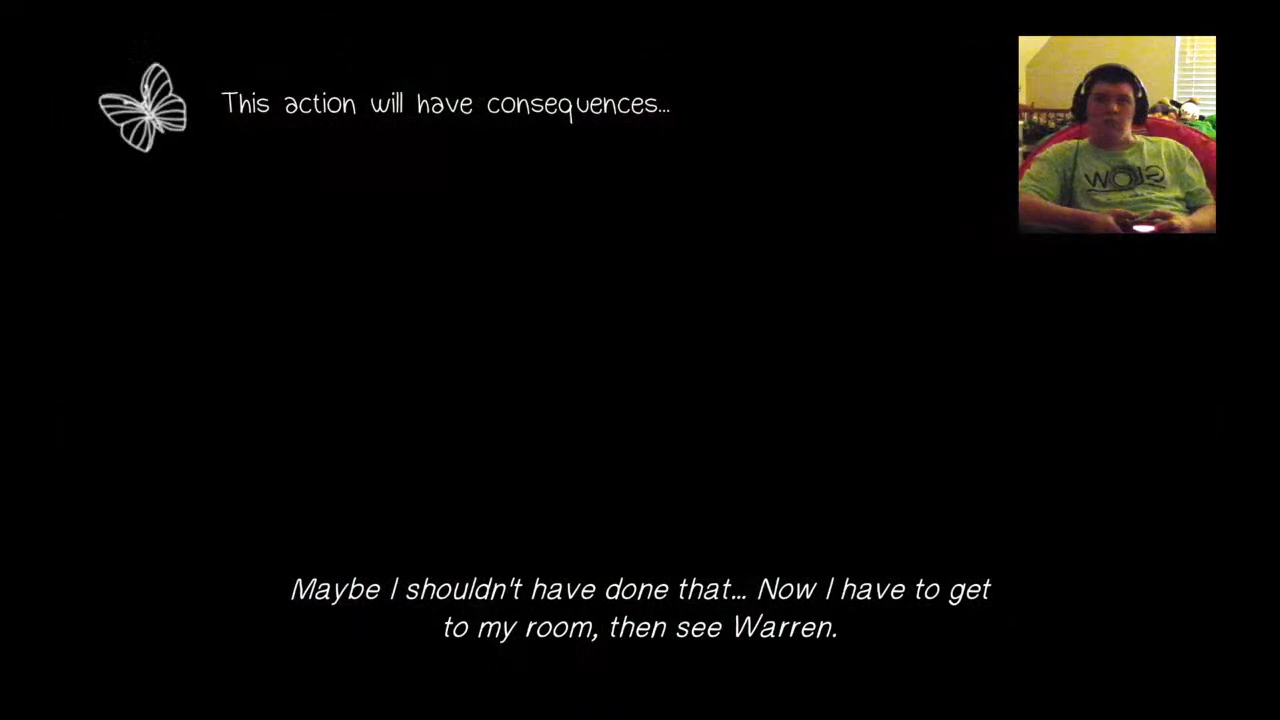 This action will have consequences...
GLOW
Maybe I shouldn't have done that... Now I have to get
to my room, then see Warren.